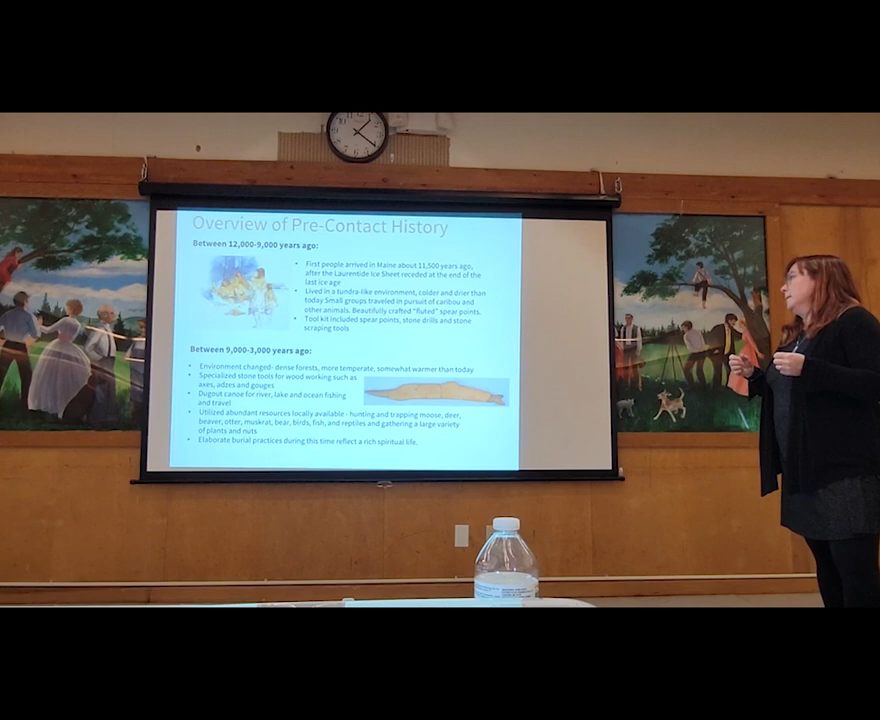 Overview of Pre-Contact History
Between 12,000-9,000 years ago:
• First people arrived in Maine about 11,500 years ago,
after the Laurentide Ice Sheet receded at the end of the
last ice age
• Lived in a tundra-like environment, colder and drier than
today Small groups traveled in pursuit of caribou and
other animals. Beautifully crafted "fluted" spear points.
• Tool kit included spear points, stone drills and stone
scraping tools
Between 9,000-3,000 years ago:
• Environment changed- dense forests, more temperate, somewhat warmer than today
• Specialized stone tools for wood working such as
axes, adzes and gouges
• Dugout canoe for river, lake and ocean fishing
and travel
• Utilized abundant resources locally available - hunting and trapping moose, deer,
beaver, otter, muskrat, bear, birds, fish, and reptiles and gathering a large variety
of plants and nuts
• Elaborate burial practices during this time reflect a rich spiritual life.